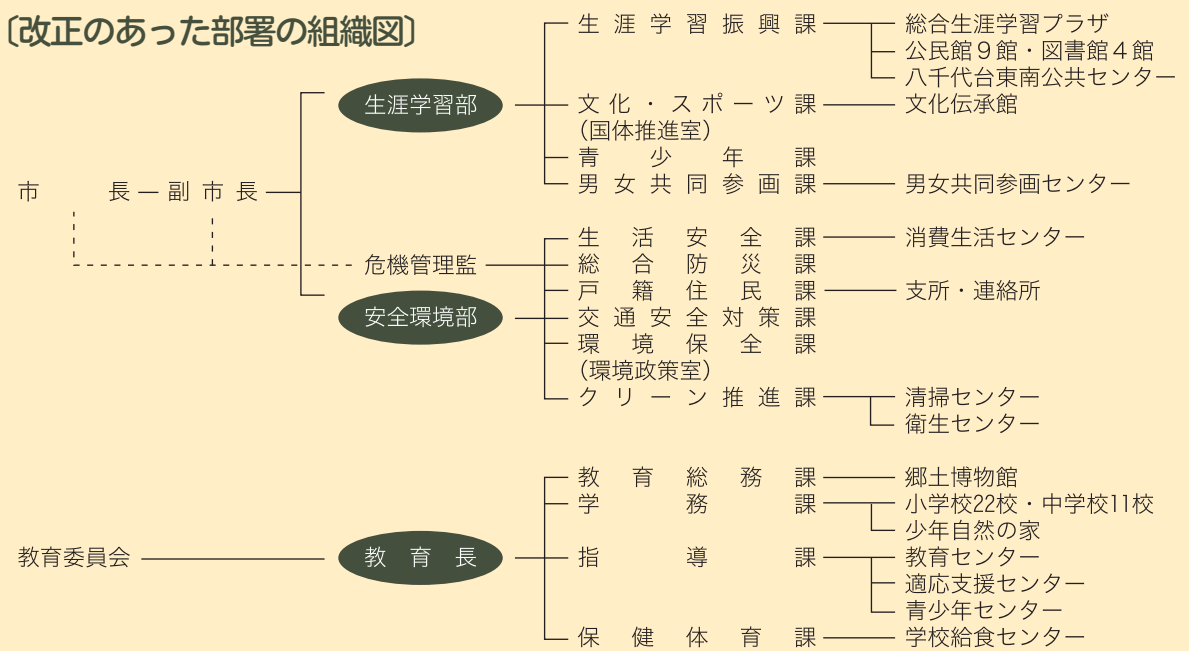 〔改正のあった部署の組織図〕
市長
副市長
生涯学習部
生涯学習振興課
総合生涯学習プラザ
公民館９館・図書館４館
八千代台東南公共センター
文化・スポーツ課
文化伝承館
（国体推進室）
青少年課
男女共同参画課
男女共同参画センター
危機管理監
安全環境部
生活安全課
消費生活センター
総合防災課
戸籍住民課
支所・連絡所
交通安全対策課
環境保全課
（環境政策室）
クリーン推進課
清掃センター
衛生センター
教育委員会
教育長
教育総務課
郷土博物館
学務課
小学校22校・中学校11校
少年自然の家
指導課
教育センター
適応支援センター
青少年センター
保健体育課
学校給食センター